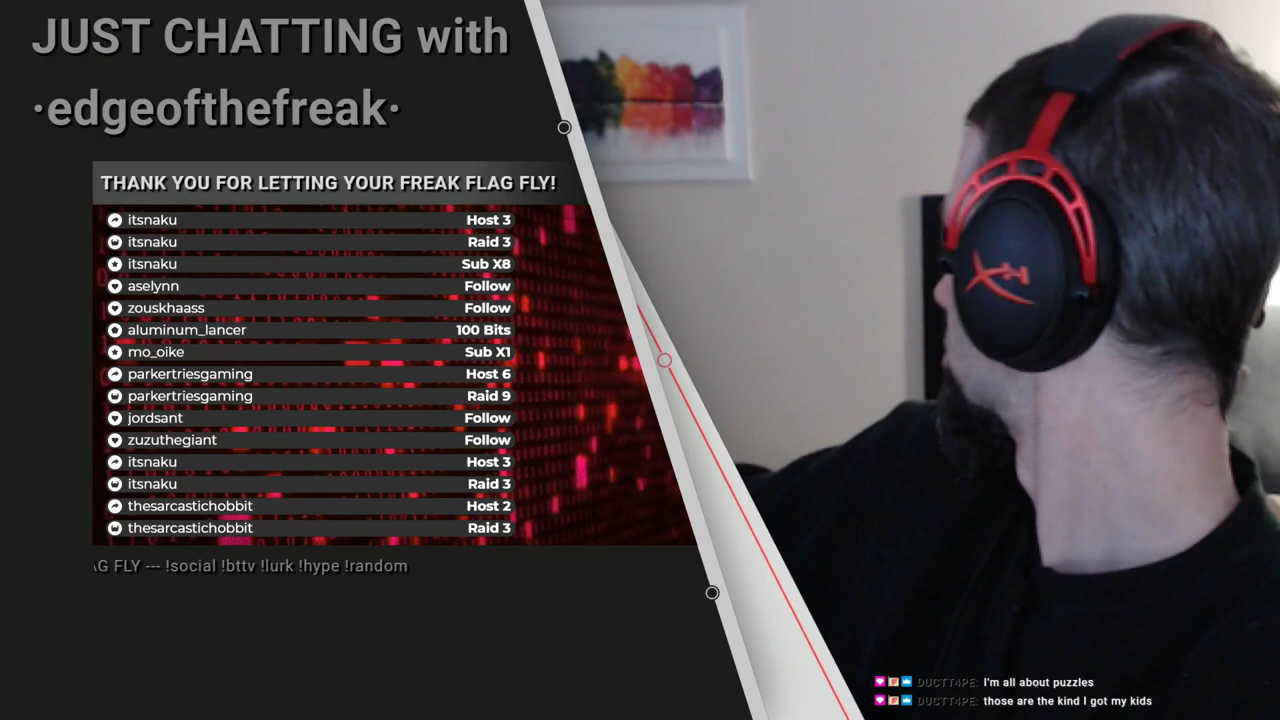 JUST CHATTING with
·edgeofthefreak·
THANK YOU FOR LETTING YOUR FREAK FLAG FLY!
itsnaku Host 3
itsnaku Raid 3
itsnaku Sub X8
aselynn Follow
zouskhaass Follow
aluminum_lancer 100 Bits
mo_oike Sub X1
parkertriesgaming Host 6
parkertriesgaming Raid 9
jordsant Follow
zuzuthegiant Follow
itsnaku Host 3
itsnaku Raid 3
thesarcastichobbit Host 2
thesarcastichobbit Raid 3
AG FLY --- !social !bttv !lurk !hype !random
DUCTT4PE: I'm all about puzzles
DUCTT4PE: those are the kind I got my kids